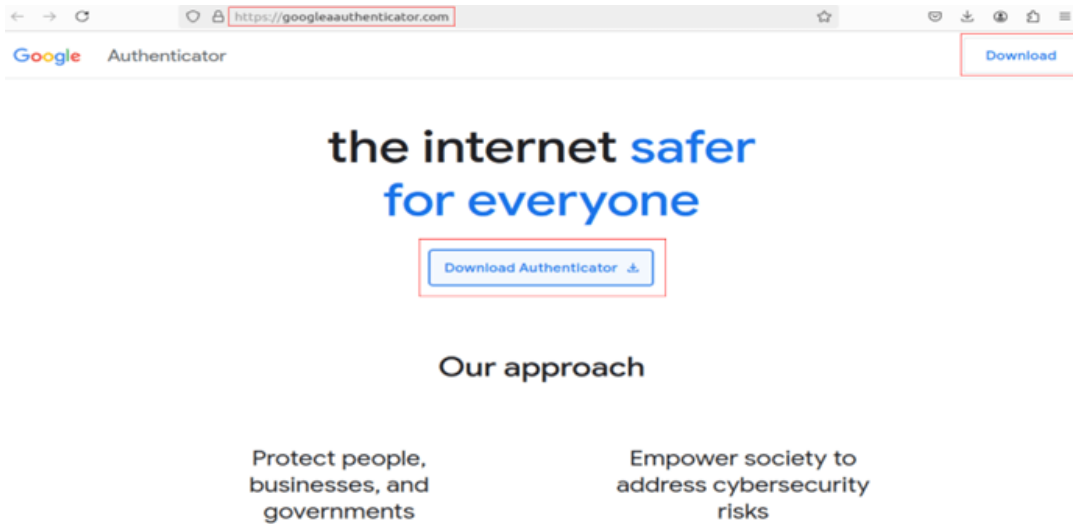 https://googleaauthenticator.com
Google Authenticator Download
the internet safer
for everyone
Download Authenticator
Our approach
Protect people,
businesses, and
governments
Empower society to
address cybersecurity
risks